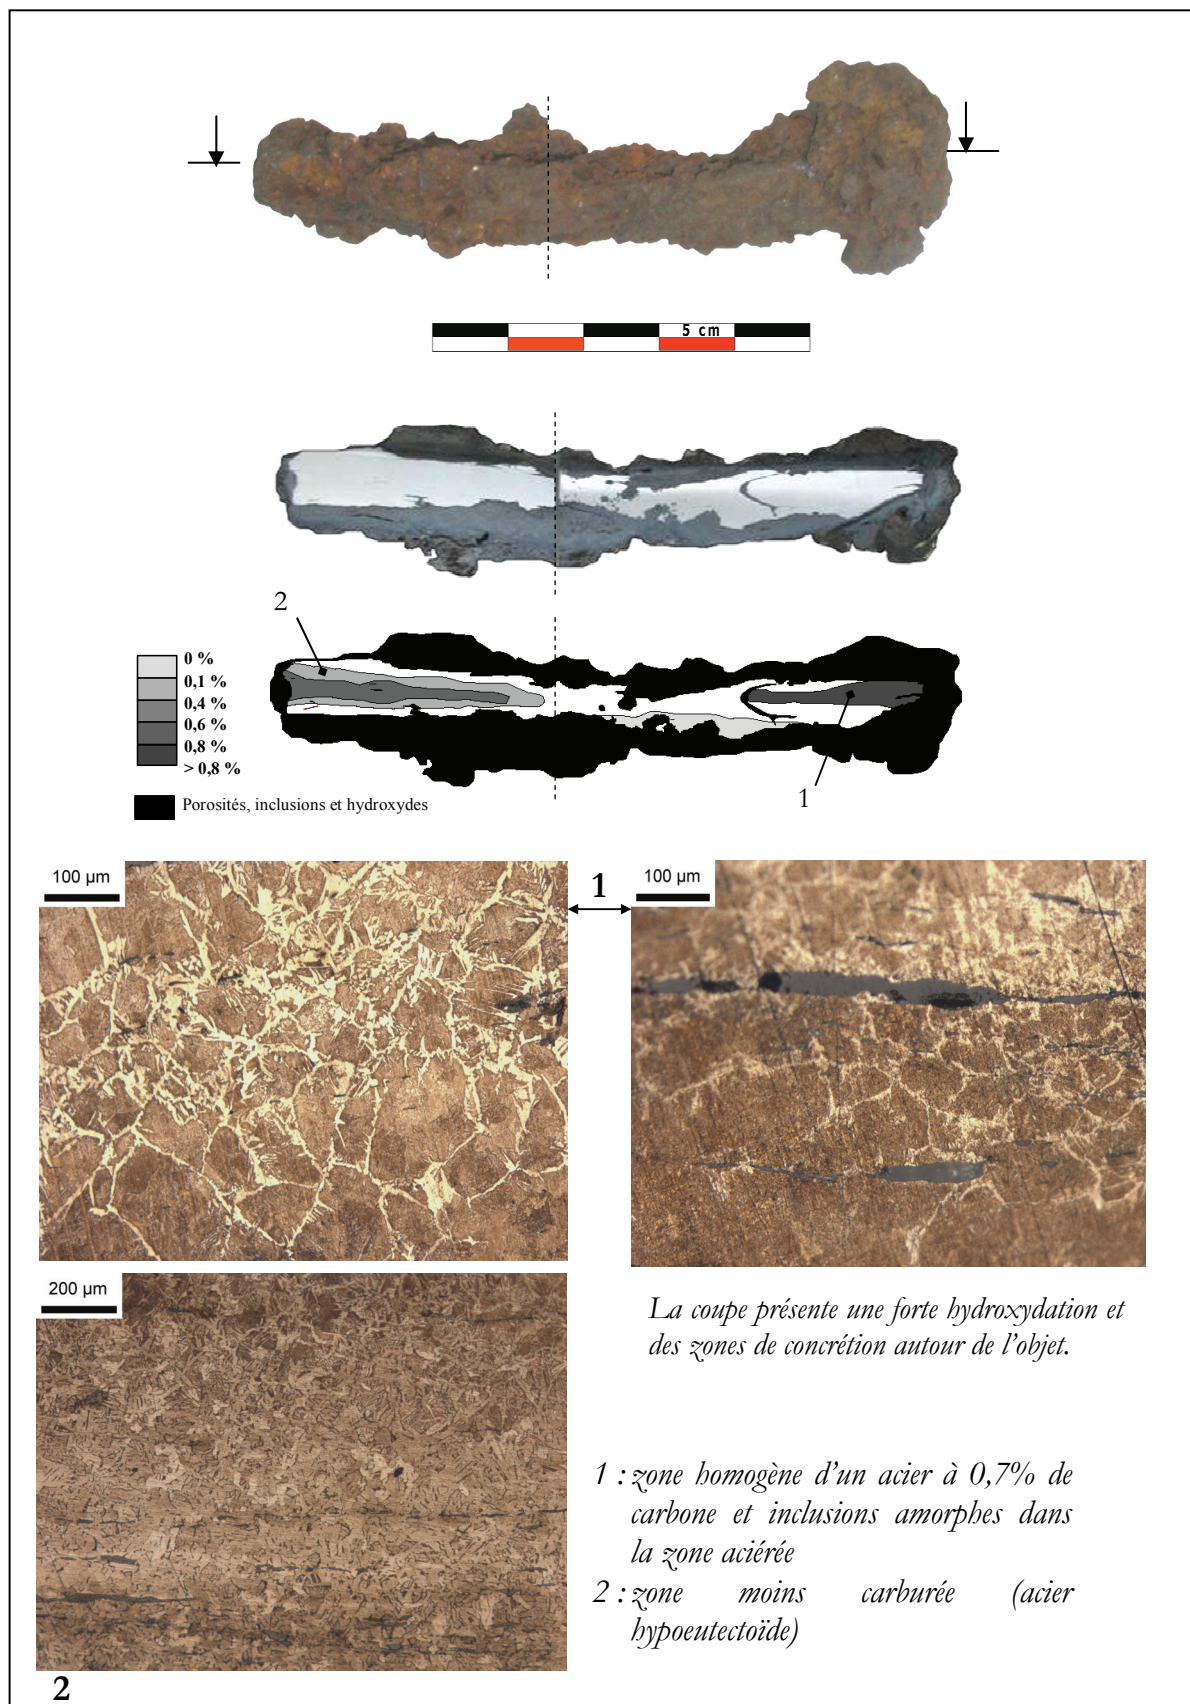 5 cm
2
0 %
0,1 %
0,4 %
0,6 %
0,8 %
> 0,8 %
Porosités, inclusions et hydroxydes
1
100 µm
1
100 µm
200 µm
La coupe présente une forte hydroxydation et
des zones de concrétion autour de l'objet.
1 : zone homogène d'un acier à 0,7% de
carbone et inclusions amorphes dans
la zone aciérée
2 : zone moins carburée (acier
hypoeutectoïde)
2